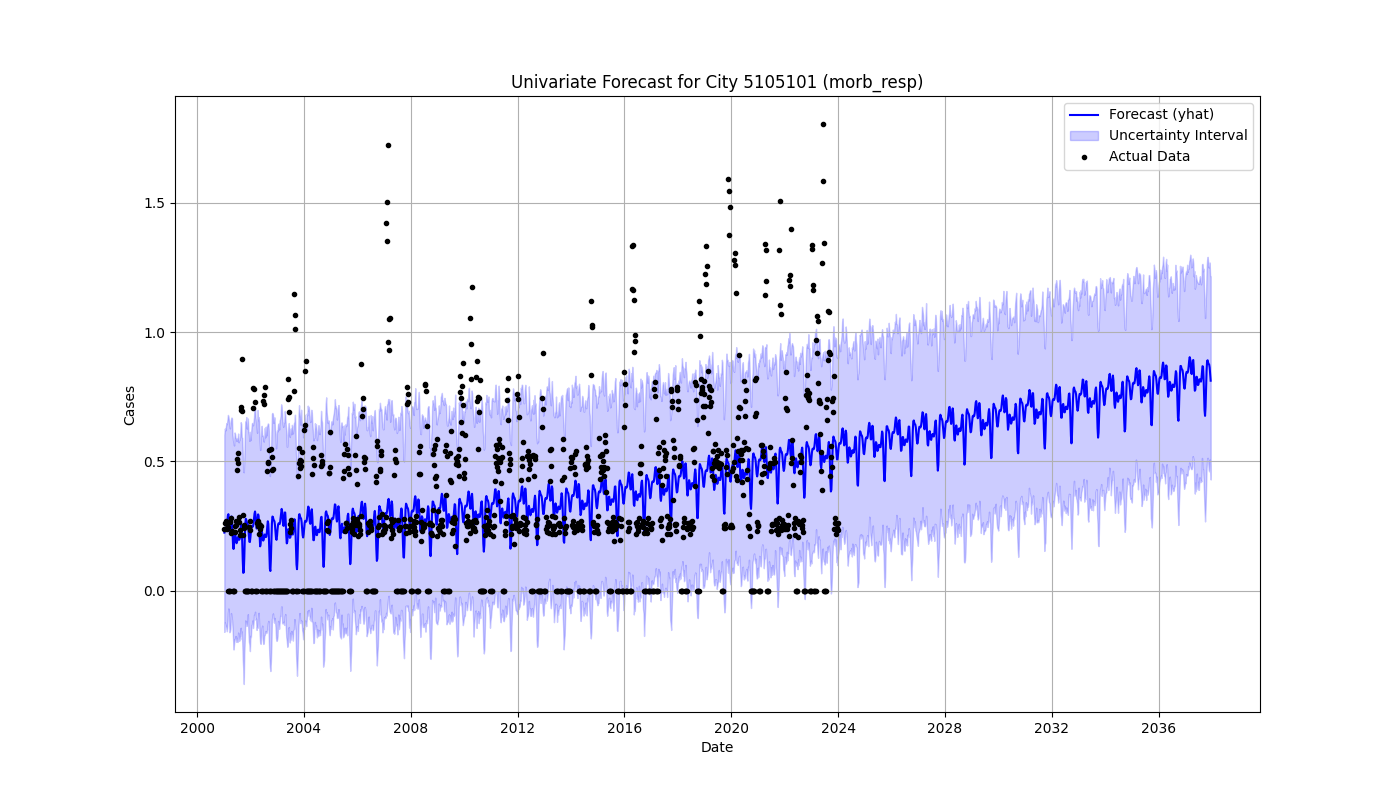 Univariate Forecast for City 5105101 (morb_resp)
Forecast (yhat)
Uncertainty Interval
Actual Data
Cases
1.5
1.0
0.5
0.0
2000 2004 2008 2012 2016 2020 2024 2028 2032 2036
Date